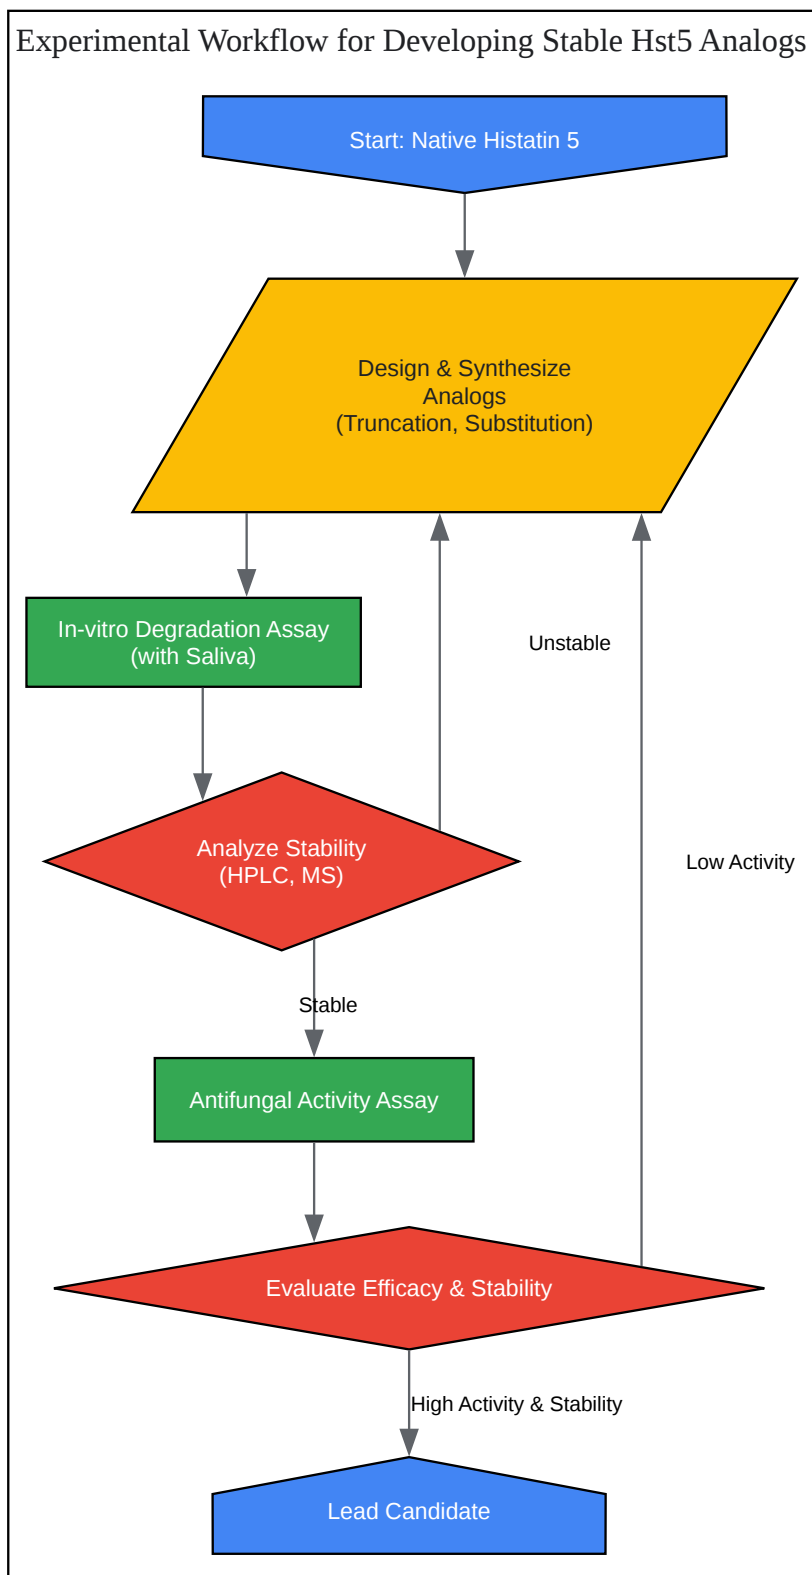 Experimental Workflow for Developing Stable Hst5 Analogs
Start: Native Histatin 5
Design & Synthesize
Analogs
(Truncation, Substitution)
In-vitro Degradation Assay
(with Saliva)
Unstable
Analyze Stability
(HPLC, MS)
Low Activity
Stable
Antifungal Activity Assay
Evaluate Efficacy & Stability
High Activity & Stability
Lead Candidate